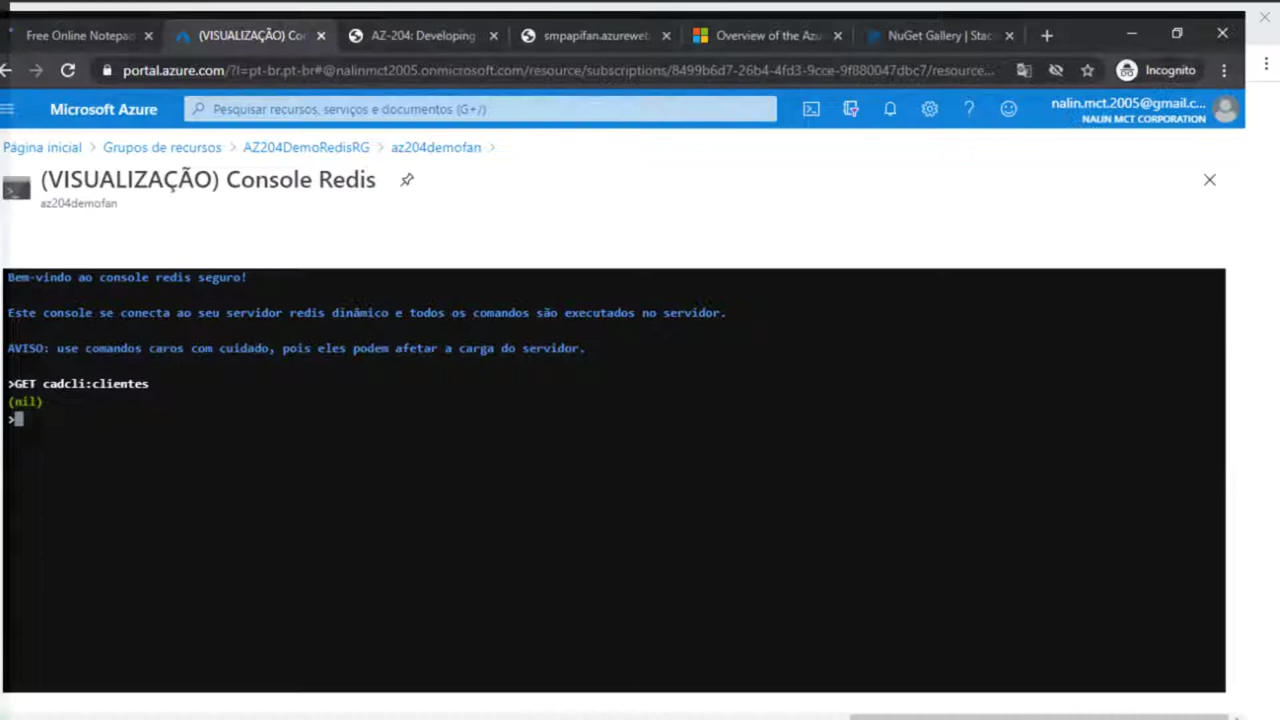 Free Online Notepa
(VISUALIZAÇÃO) Co
AZ-204: Developing
smpapifan.azureweb
Overview of the Azu
NuGet Gallery | Stac
portal.azure.com/?l=pt-br.pt-br#@nalinmct2005.onmicrosoft.com/resource/subscriptions/8499b6d7-26b4-4fd3-9cce-9f880047dbc7/resource...
Incognito
Microsoft Azure
Pesquisar recursos, serviços e documentos (G+/)
nalin.mct.2005@gmail.c...
NALIN MCT CORPORATION
Página inicial > Grupos de recursos > AZ204DemoRedisRG > az204demofan >
(VISUALIZAÇÃO) Console Redis
az204demofan
Bem-vindo ao console redis seguro!
Este console se conecta ao seu servidor redis dinâmico e todos os comandos são executados no servidor.
AVISO: use comandos caros com cuidado, pois eles podem afetar a carga do servidor.
>GET cadcli:clientes
(nil)
>